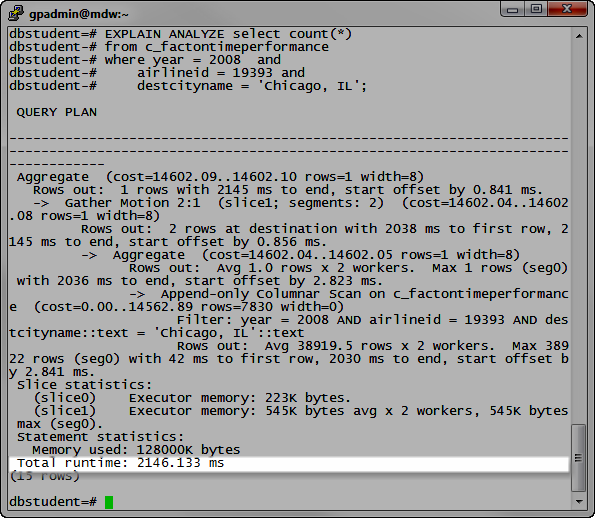 gpadmin@mdw:~
dbstudent=# EXPLAIN ANALYZE select count(*)
dbstudent-# from c_factontimeperformance
dbstudent-# where year = 2008  and
dbstudent-#     airlineid = 19393 and
dbstudent-#     destcityname = 'Chicago, IL';
QUERY PLAN
-----------------------------------------------------------------------
-----------------------------------------------------------------------
------------
Aggregate  (cost=14602.09..14602.10 rows=1 width=8)
Rows out:  1 rows with 2145 ms to end, start offset by 0.841 ms.
->  Gather Motion 2:1  (slice1; segments: 2)  (cost=14602.04..14602
.08 rows=1 width=8)
Rows out:  2 rows at destination with 2038 ms to first row, 2
145 ms to end, start offset by 0.856 ms.
->  Aggregate  (cost=14602.04..14602.05 rows=1 width=8)
Rows out:  Avg 1.0 rows x 2 workers.  Max 1 rows (seg0)
with 2036 ms to end, start offset by 2.823 ms.
->  Append-only Columnar Scan on c_factontimeperformanc
e  (cost=0.00..14562.89 rows=7830 width=0)
Filter: year = 2008 AND airlineid = 19393 AND des
tcityname::text = 'Chicago, IL'::text
Rows out:  Avg 38919.5 rows x 2 workers.  Max 389
22 rows (seg0) with 42 ms to first row, 2030 ms to end, start offset b
y 2.841 ms.
Slice statistics:
(slice0)    Executor memory: 223K bytes.
(slice1)    Executor memory: 545K bytes avg x 2 workers, 545K bytes
max (seg0).
Statement statistics:
Memory used: 128000K bytes
Total runtime: 2146.133 ms
(15 rows)
dbstudent=#